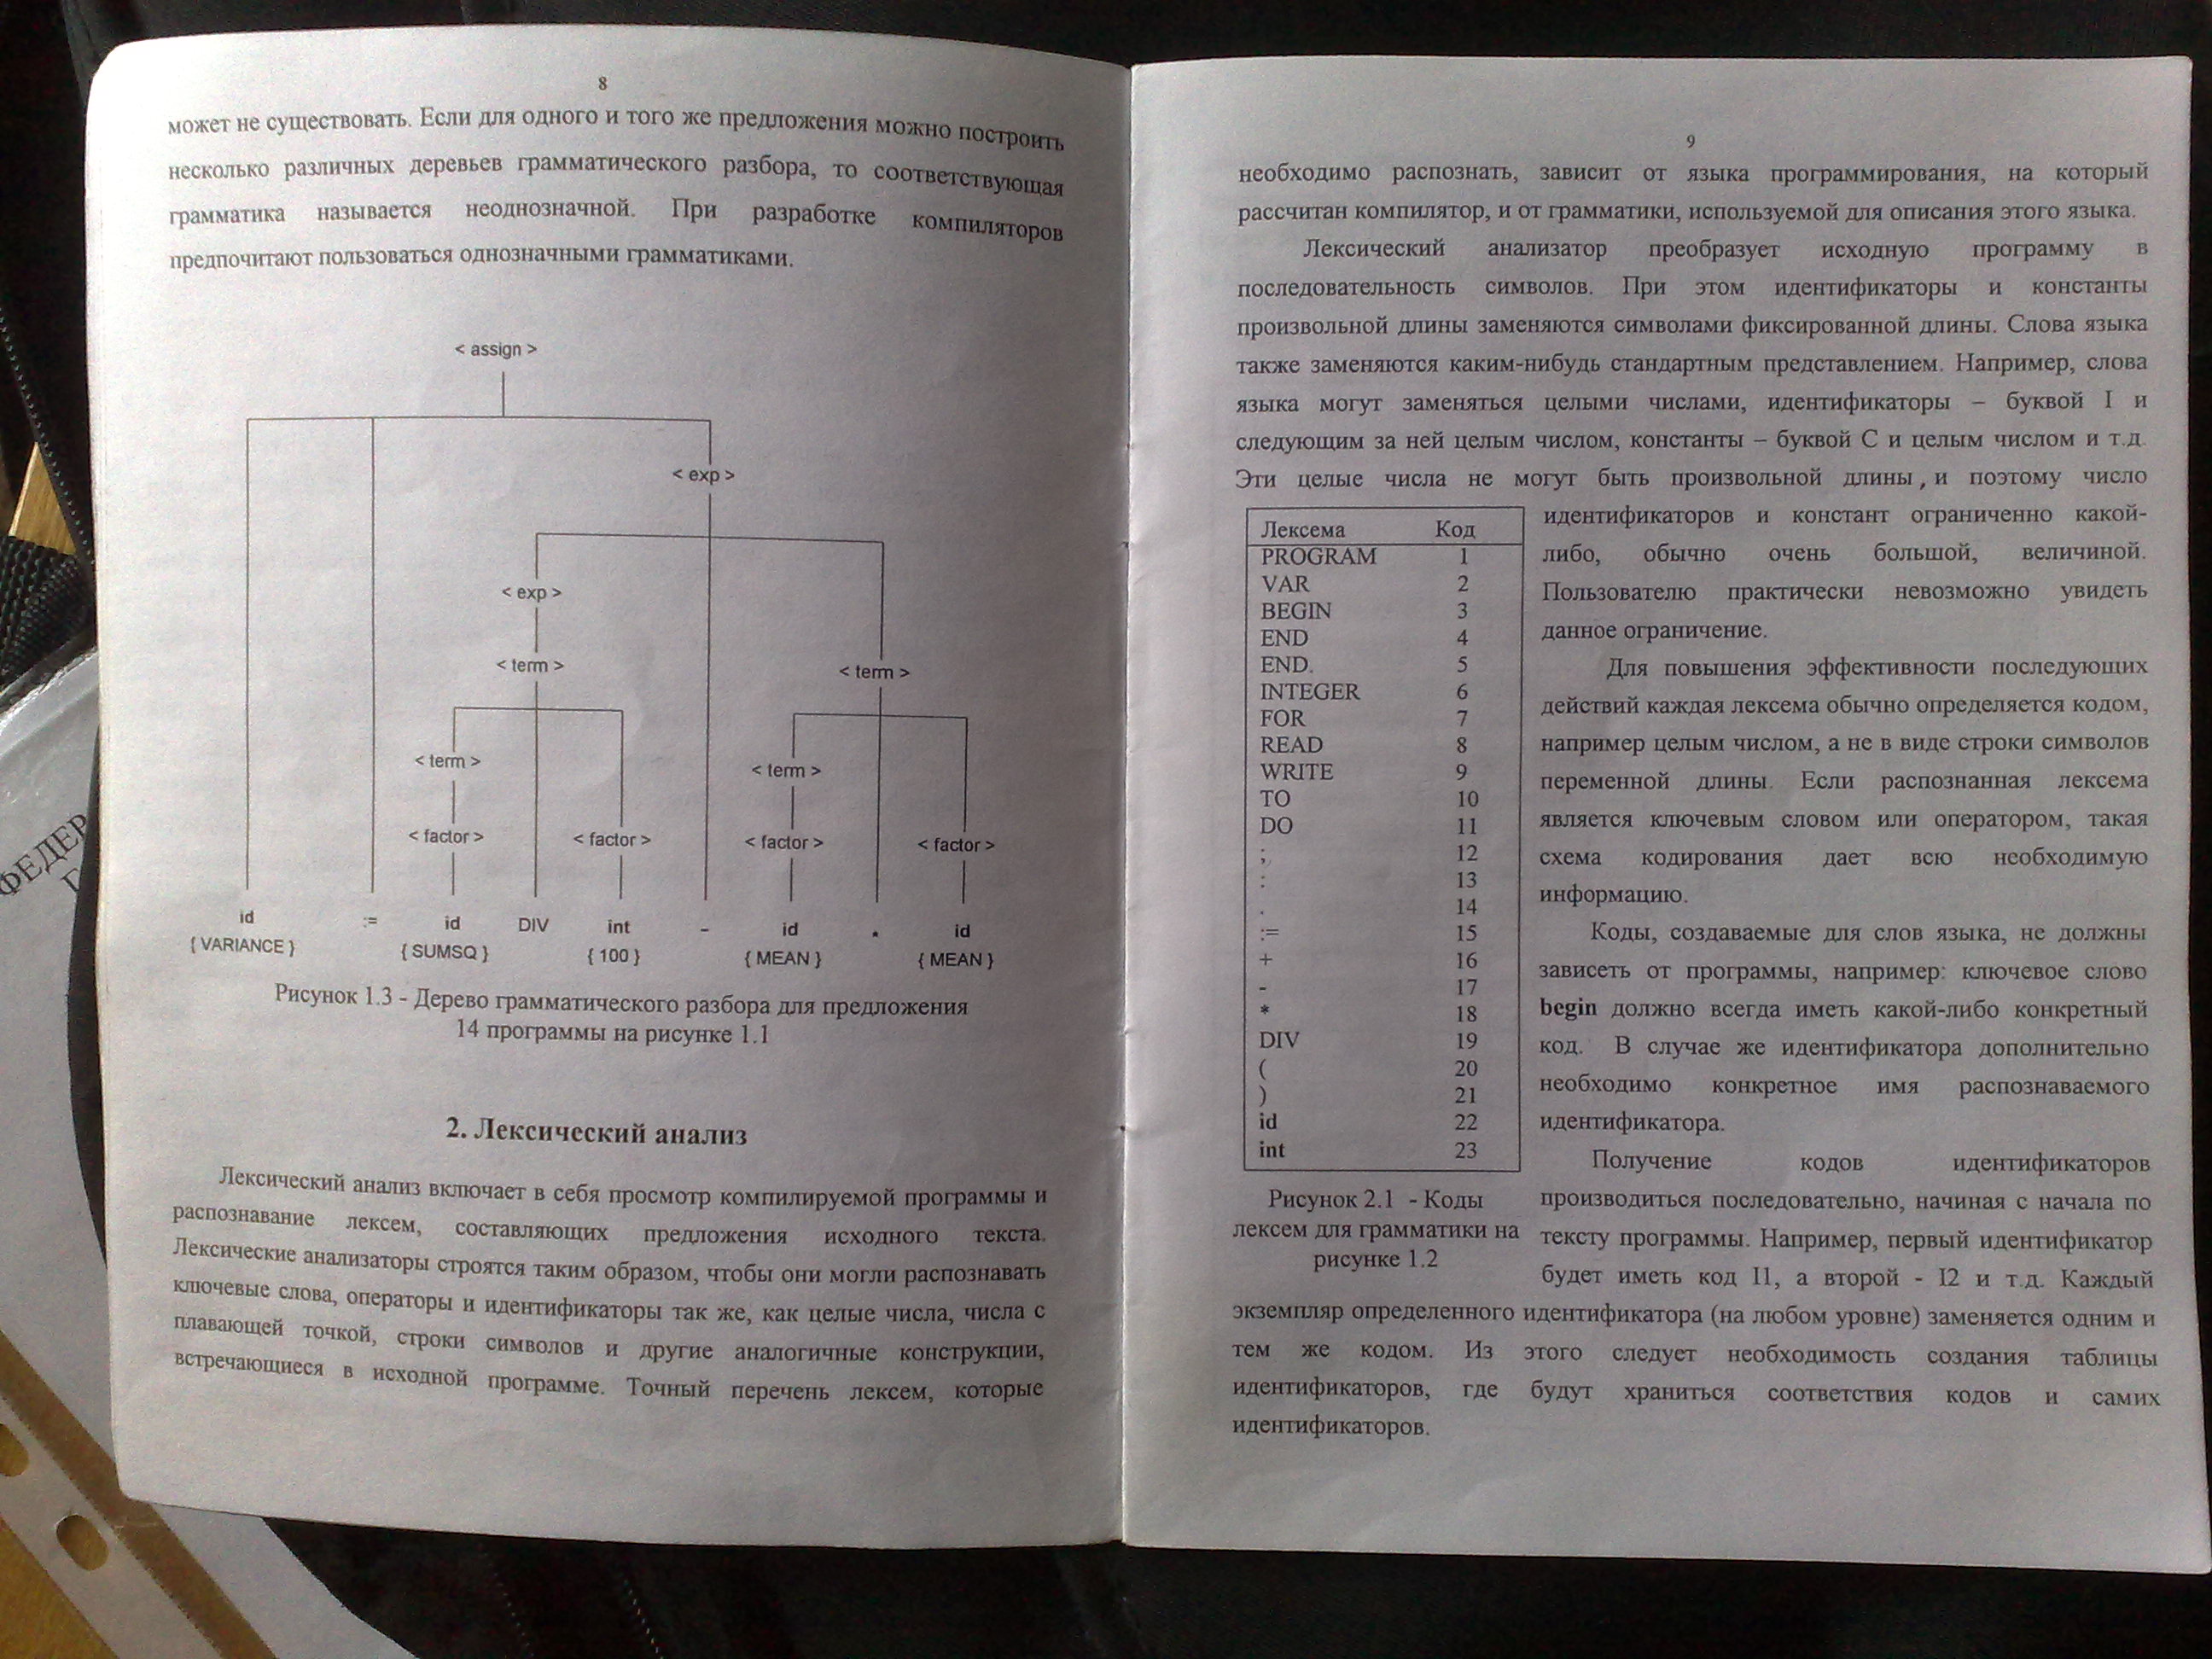 8
может не существовать. Если для одного и того же предложения можно построить
несколько различных деревьев грамматического разбора, то соответствующая
грамматика называется неоднозначной. При разработке компиляторов
предпочитают пользоваться однозначными грамматиками.
< assign >
< exp >
< exp >
< term > < term >
< term > < term >
< factor > < factor > < factor > < factor >
id := id DIV int - id * id
{ VARIANCE } { SUMSQ } { 100 } { MEAN } { MEAN }
Рисунок 1.3 - Дерево грамматического разбора для предложения
14 программы на рисунке 1.1
2. Лексический анализ
Лексический анализ включает в себя просмотр компилируемой программы и
распознавание лексем, составляющих предложения исходного текста.
Лексические анализаторы строятся таким образом, чтобы они могли распознавать
ключевые слова, операторы и идентификаторы так же, как целые числа, числа с
плавающей точкой, строки символов и другие аналогичные конструкции,
встречающиеся в исходной программе. Точный перечень лексем, которые
9
необходимо распознать, зависит от языка программирования, на который
рассчитан компилятор, и от грамматики, используемой для описания этого языка.
Лексический анализатор преобразует исходную программу в
последовательность символов. При этом идентификаторы и константы
произвольной длины заменяются символами фиксированной длины. Слова языка
также заменяются каким-нибудь стандартным представлением. Например, слова
языка могут заменяться целыми числами, идентификаторы – буквой I и
следующим за ней целым числом, константы – буквой С и целым числом и т.д.
Эти целые числа не могут быть произвольной длины, и поэтому число
идентификаторов и констант ограниченно какой-
либо, обычно очень большой, величиной.
Пользователю практически невозможно увидеть
данное ограничение.
Для повышения эффективности последующих
действий каждая лексема обычно определяется кодом,
например целым числом, а не в виде строки символов
переменной длины. Если распознанная лексема
является ключевым словом или оператором, такая
схема кодирования дает всю необходимую
информацию.
Коды, создаваемые для слов языка, не должны
зависеть от программы, например: ключевое слово
begin должно всегда иметь какой-либо конкретный
код. В случае же идентификатора дополнительно
необходимо конкретное имя распознаваемого
идентификатора.
Получение кодов идентификаторов
производиться последовательно, начиная с начала по
тексту программы. Например, первый идентификатор
будет иметь код I1, а второй - I2 и т.д. Каждый
экземпляр определенного идентификатора (на любом уровне) заменяется одним и
тем же кодом. Из этого следует необходимость создания таблицы
идентификаторов, где будут храниться соответствия кодов и самих
идентификаторов.
Лексема Код
PROGRAM 1
VAR 2
BEGIN 3
END 4
END. 5
INTEGER 6
FOR 7
READ 8
WRITE 9
TO 10
DO 11
; 12
: 13
. 14
:= 15
+ 16
- 17
* 18
DIV 19
( 20
) 21
id 22
int 23
Рисунок 2.1 - Коды
лексем для грамматики на
рисунке 1.2
ФЕДЕР